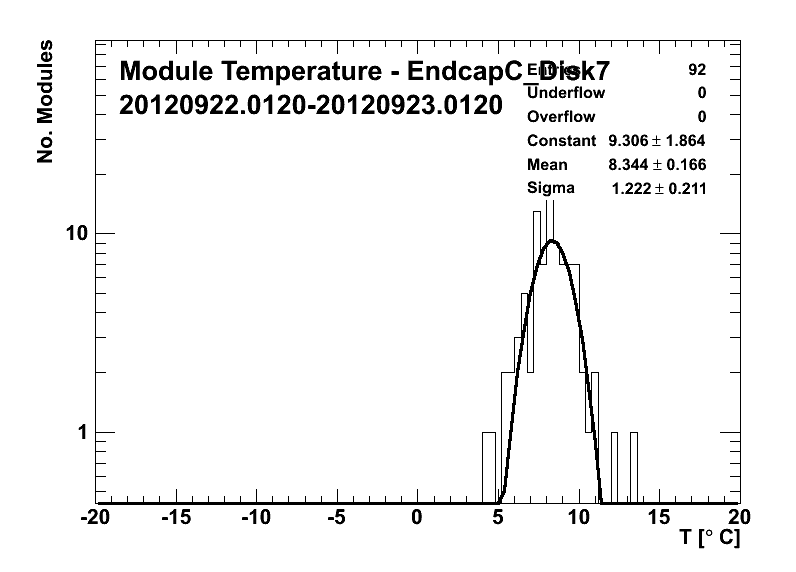 No. Modules
Module Temperature - EndcapC_Disk7
20120922.0120-20120923.0120
Entries 92
Underflow 0
Overflow 0
Constant 9.306 ± 1.864
Mean 8.344 ± 0.166
Sigma 1.222 ± 0.211
10
1
-20 -15 -10 -5 0 5 10 15 20
T [° C]